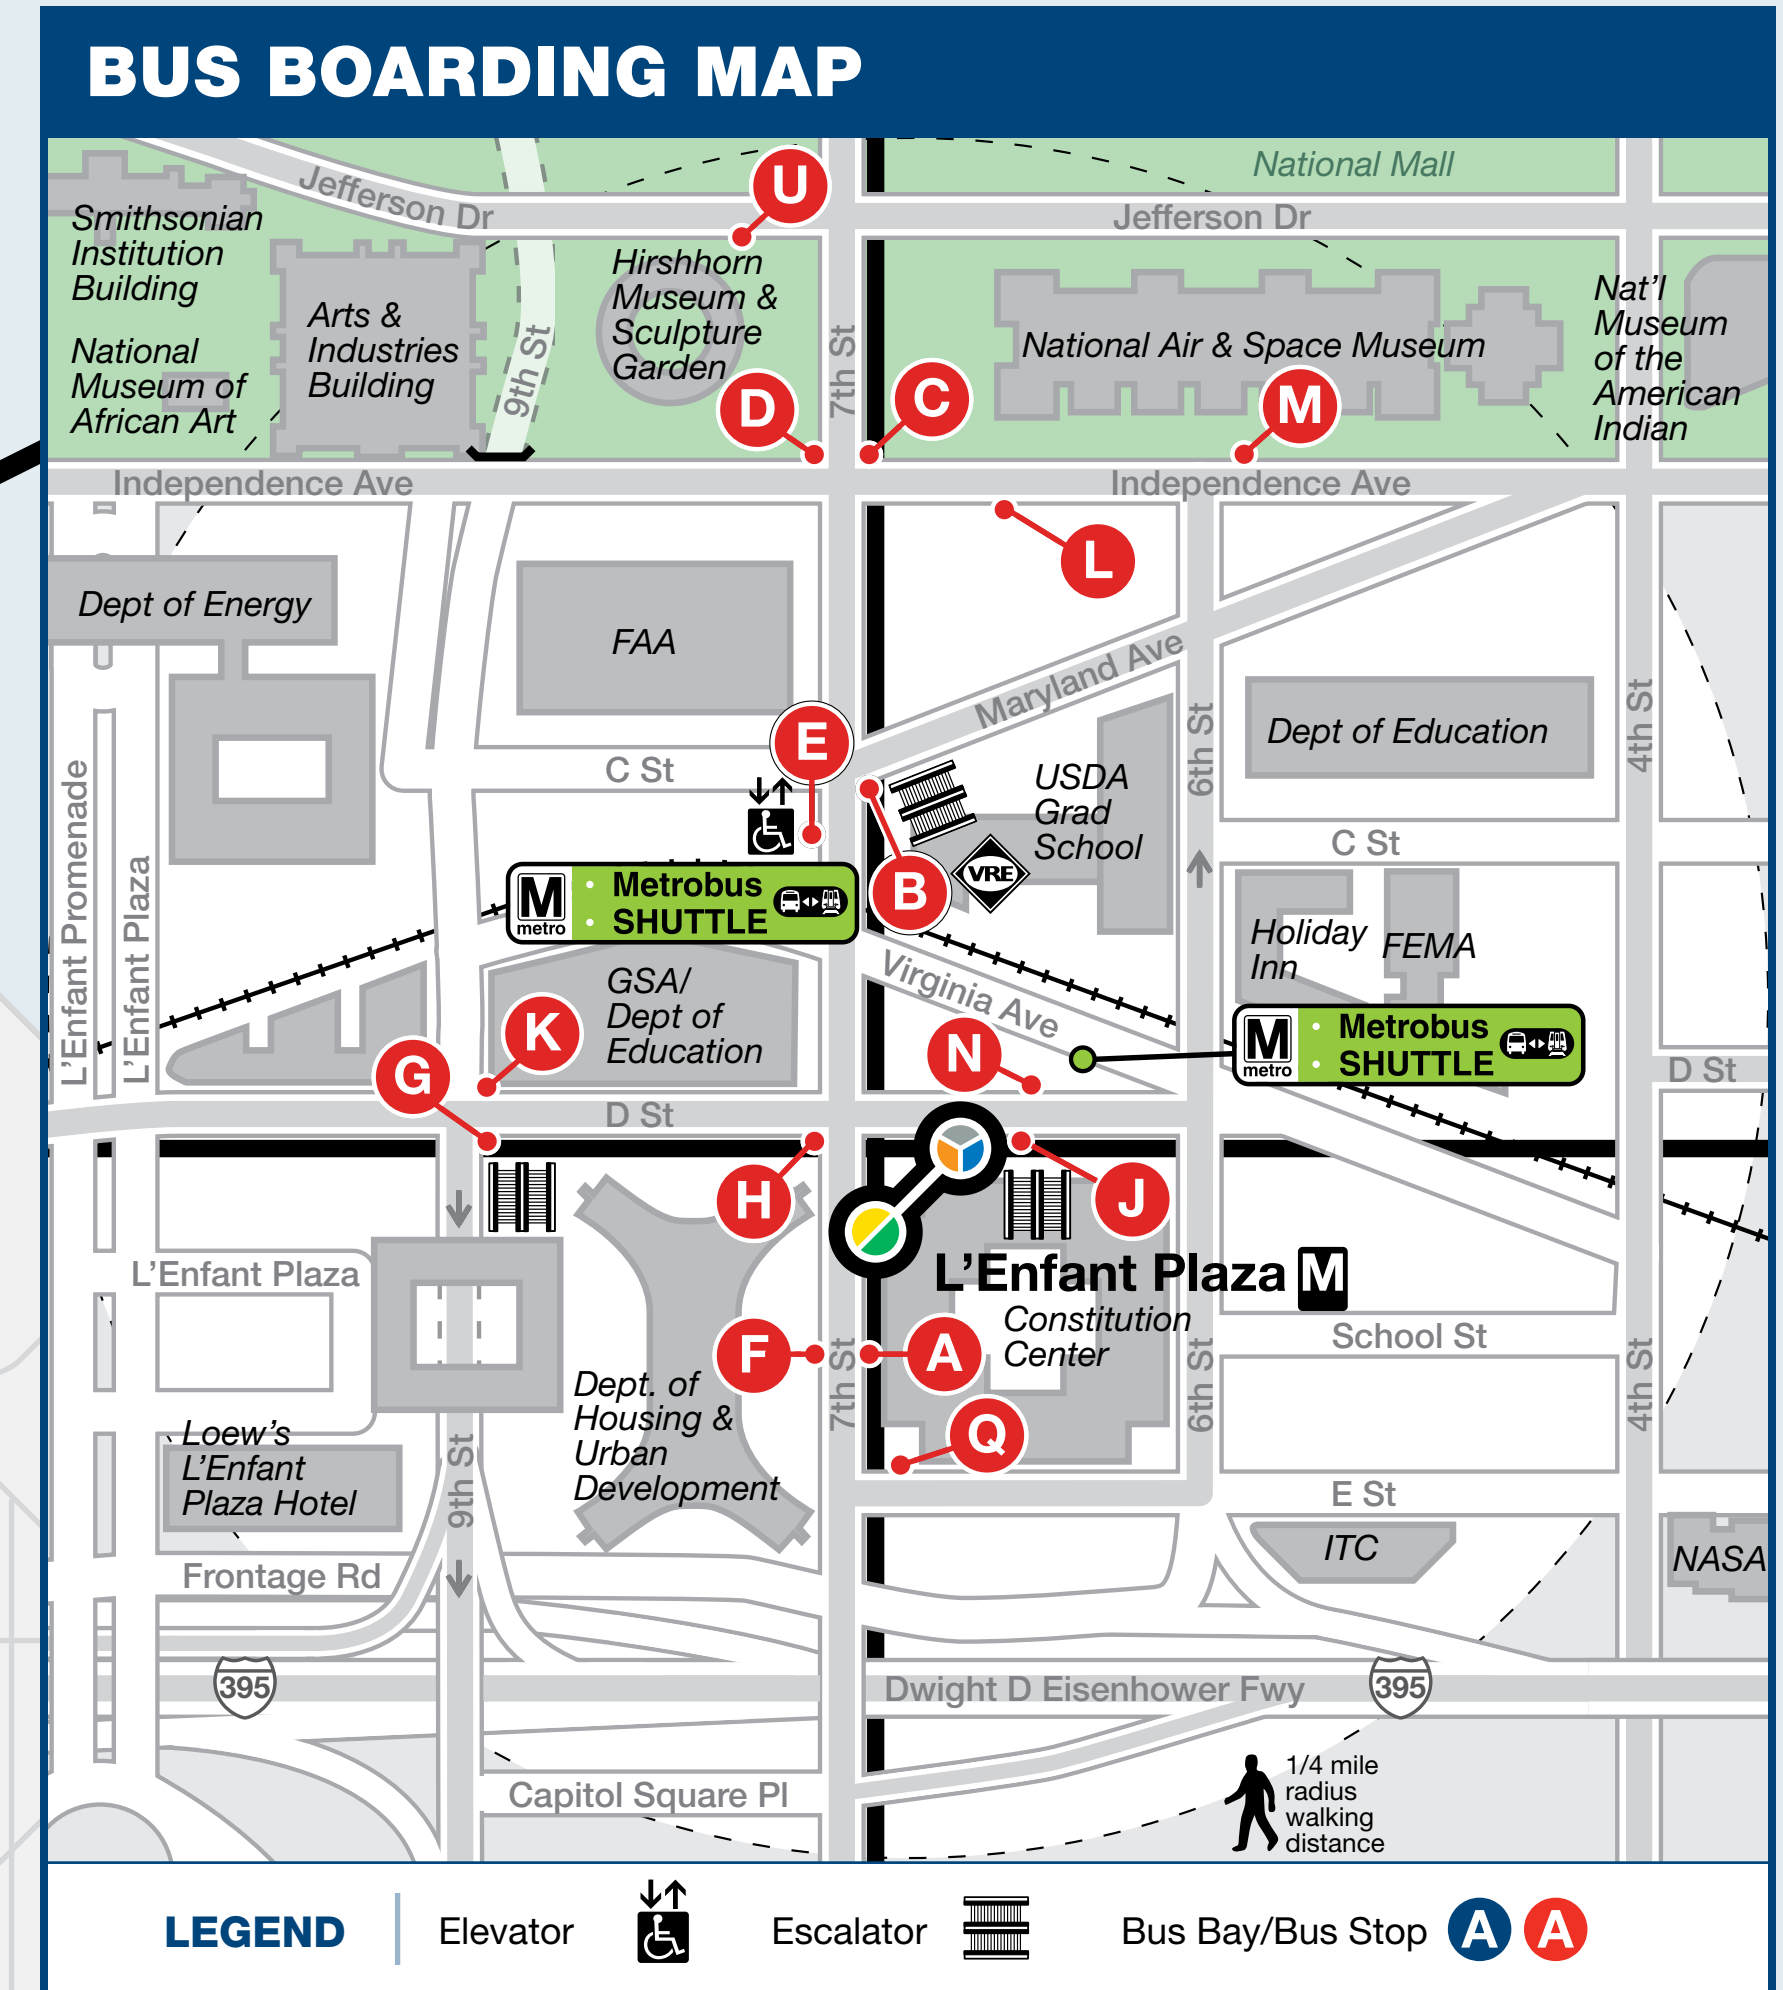 BUS BOARDING MAP
National Mall
U
Jefferson Dr
Jefferson Dr
Smithsonian
Institution
Building
National
Museum of
African Art
Arts &
Industries
Building
9th St
Hirshhorn
Museum &
Sculpture
Garden
7th St
D
C
National Air & Space Museum
M
Nat'l
Museum
of the
American
Indian
Independence Ave
Independence Ave
L
Dept of Energy
FAA
Maryland Ave
6th St
Dept of Education
4th St
E
C St
USDA
Grad
School
C St
L'Enfant Promenade
L'Enfant Plaza
M
metro
Metrobus
SHUTTLE
B
VRE
Holiday
Inn
FEMA
Virginia Ave
GSA/
Dept of
Education
K
G
N
M
metro
Metrobus
SHUTTLE
D St
D St
H
J
L'Enfant Plaza
L'Enfant Plaza M
Constitution
Center
F
A
7th St
6th St
School St
4th St
Dept. of
Housing &
Urban
Development
Q
Loew's
L'Enfant
Plaza Hotel
9th St
E St
ITC
NASA
Frontage Rd
395
Dwight D Eisenhower Fwy
395
Capitol Square Pl
1/4 mile
radius
walking
distance
LEGEND
Elevator
Escalator
Bus Bay/Bus Stop A A